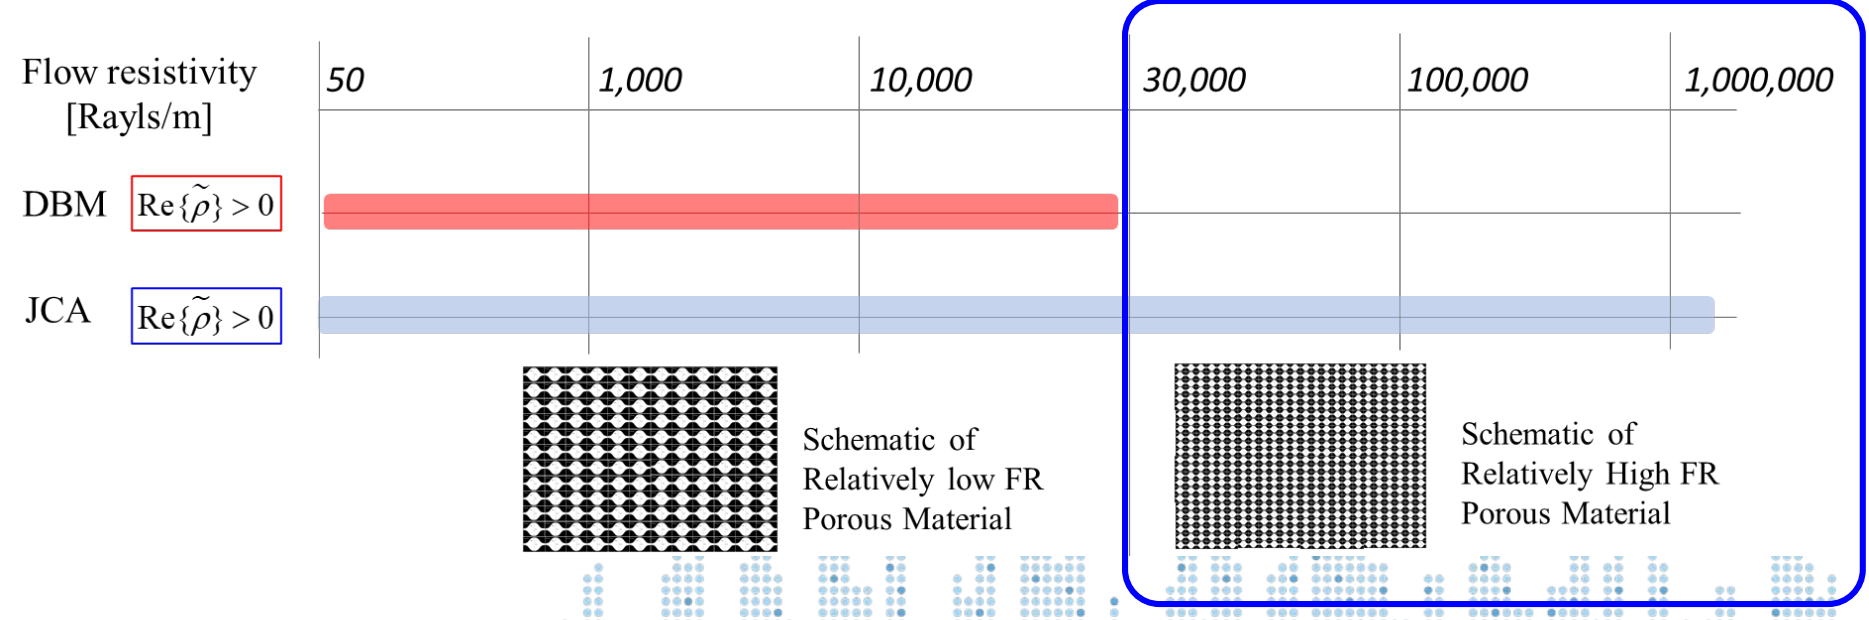 Flow resistivity
[Rayls/m]
50 1,000 10,000 30,000 100,000 1,000,000
DBM Re{ρ̃} > 0
JCA Re{ρ̃} > 0
Schematic of
Relatively low FR
Porous Material
Schematic of
Relatively High FR
Porous Material